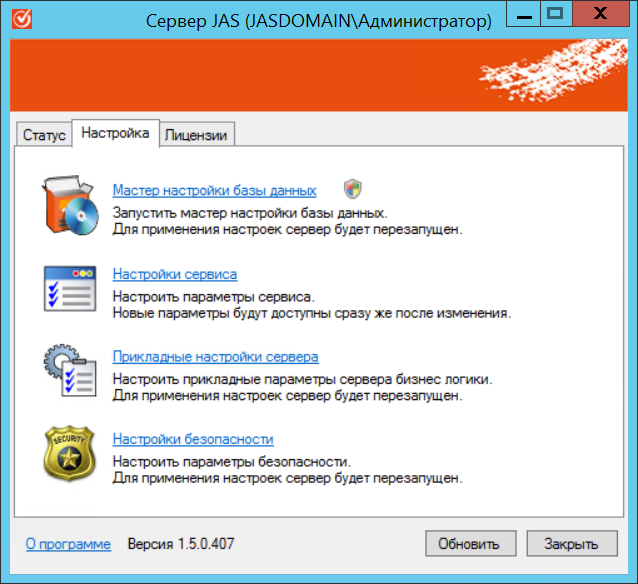 Сервер JAS (JASDOMAIN\Администратор)
Статус Настройка Лицензии
Мастер настройки базы данных
Запустить мастер настройки базы данных.
Для применения настроек сервер будет перезапущен.
Настройки сервиса
Настроить параметры сервиса.
Новые параметры будут доступны сразу же после изменения.
Прикладные настройки сервера
Настроить прикладные параметры сервера бизнес логики.
Для применения настроек сервер будет перезапущен.
SECURITY
Настройки безопасности
Настроить параметры безопасности.
Для применения настроек сервер будет перезапущен.
О программе Версия 1.5.0.407 Обновить Закрыть